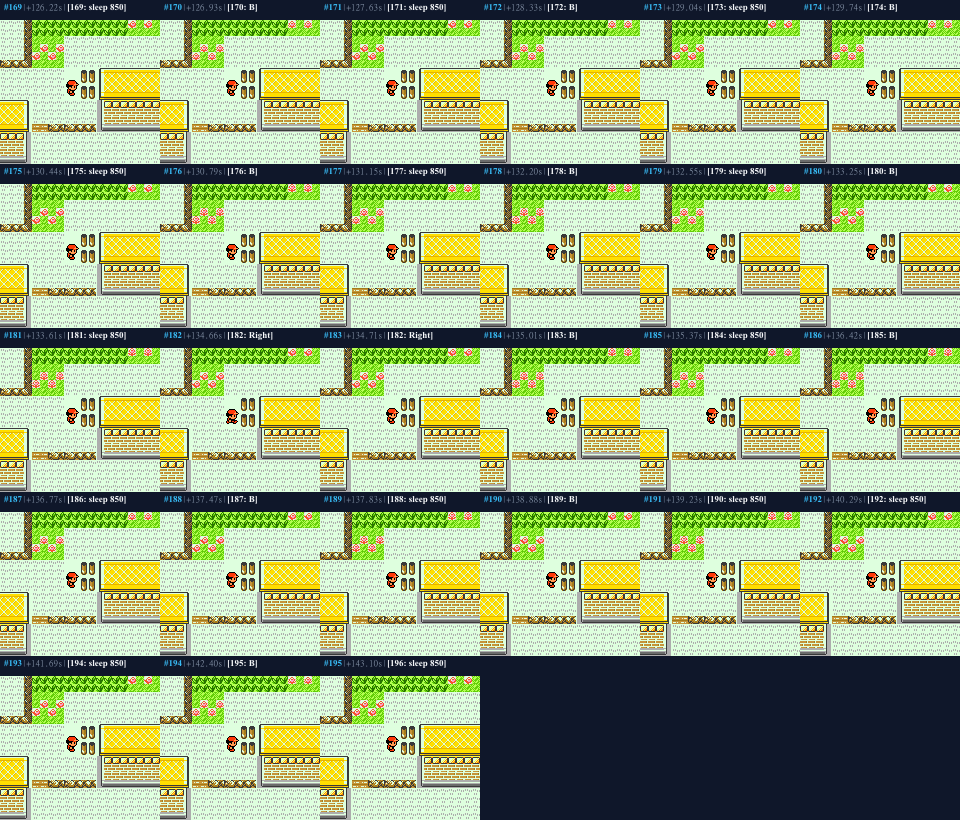 #169|+126.22s|[169: sleep 850]
#170|+126.93s|[170: B]
#171|+127.63s|[171: sleep 850]
#172|+128.33s|[172: B]
#173|+129.04s|[173: sleep 850]
#174|+129.74s|[174: B]
#175|+130.44s|[175: sleep 850]
#176|+130.79s|[176: B]
#177|+131.15s|[177: sleep 850]
#178|+132.20s|[178: B]
#179|+132.55s|[179: sleep 850]
#180|+133.25s|[180: B]
#181|+133.61s|[181: sleep 850]
#182|+134.66s|[182: Right]
#183|+134.71s|[182: Right]
#184|+135.01s|[183: B]
#185|+135.37s|[184: sleep 850]
#186|+136.42s|[185: B]
#187|+136.77s|[186: sleep 850]
#188|+137.47s|[187: B]
#189|+137.83s|[188: sleep 850]
#190|+138.88s|[189: B]
#191|+139.23s|[190: sleep 850]
#192|+140.29s|[192: sleep 850]
#193|+141.69s|[194: sleep 850]
#194|+142.40s|[195: B]
#195|+143.10s|[196: sleep 850]